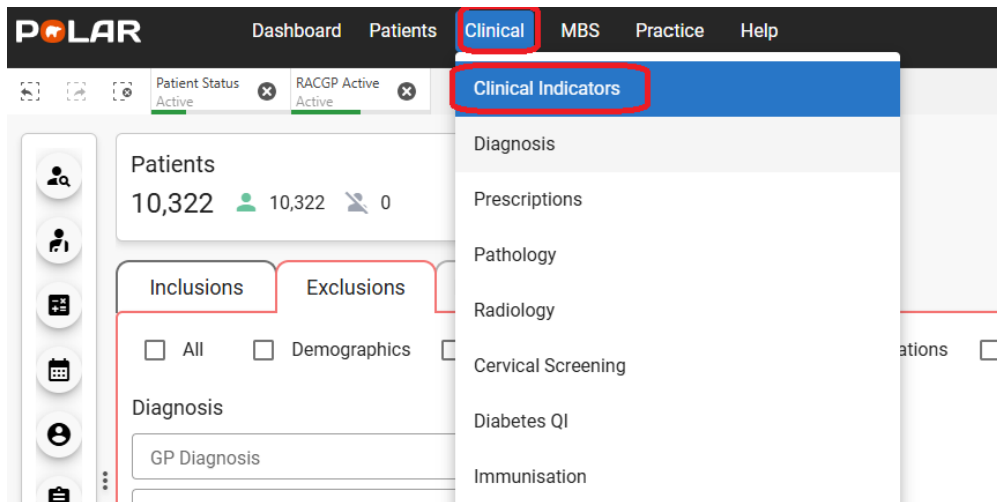 POLAR Dashboard Patients Clinical MBS Practice Help
Patient Status
Active
RACGP Active
Active
Clinical Indicators
Diagnosis
Prescriptions
Pathology
Radiology
Cervical Screening
Diabetes QI
Immunisation
Patients
10,322 10,322 0
Inclusions Exclusions
All Demographics ations
Diagnosis
GP Diagnosis